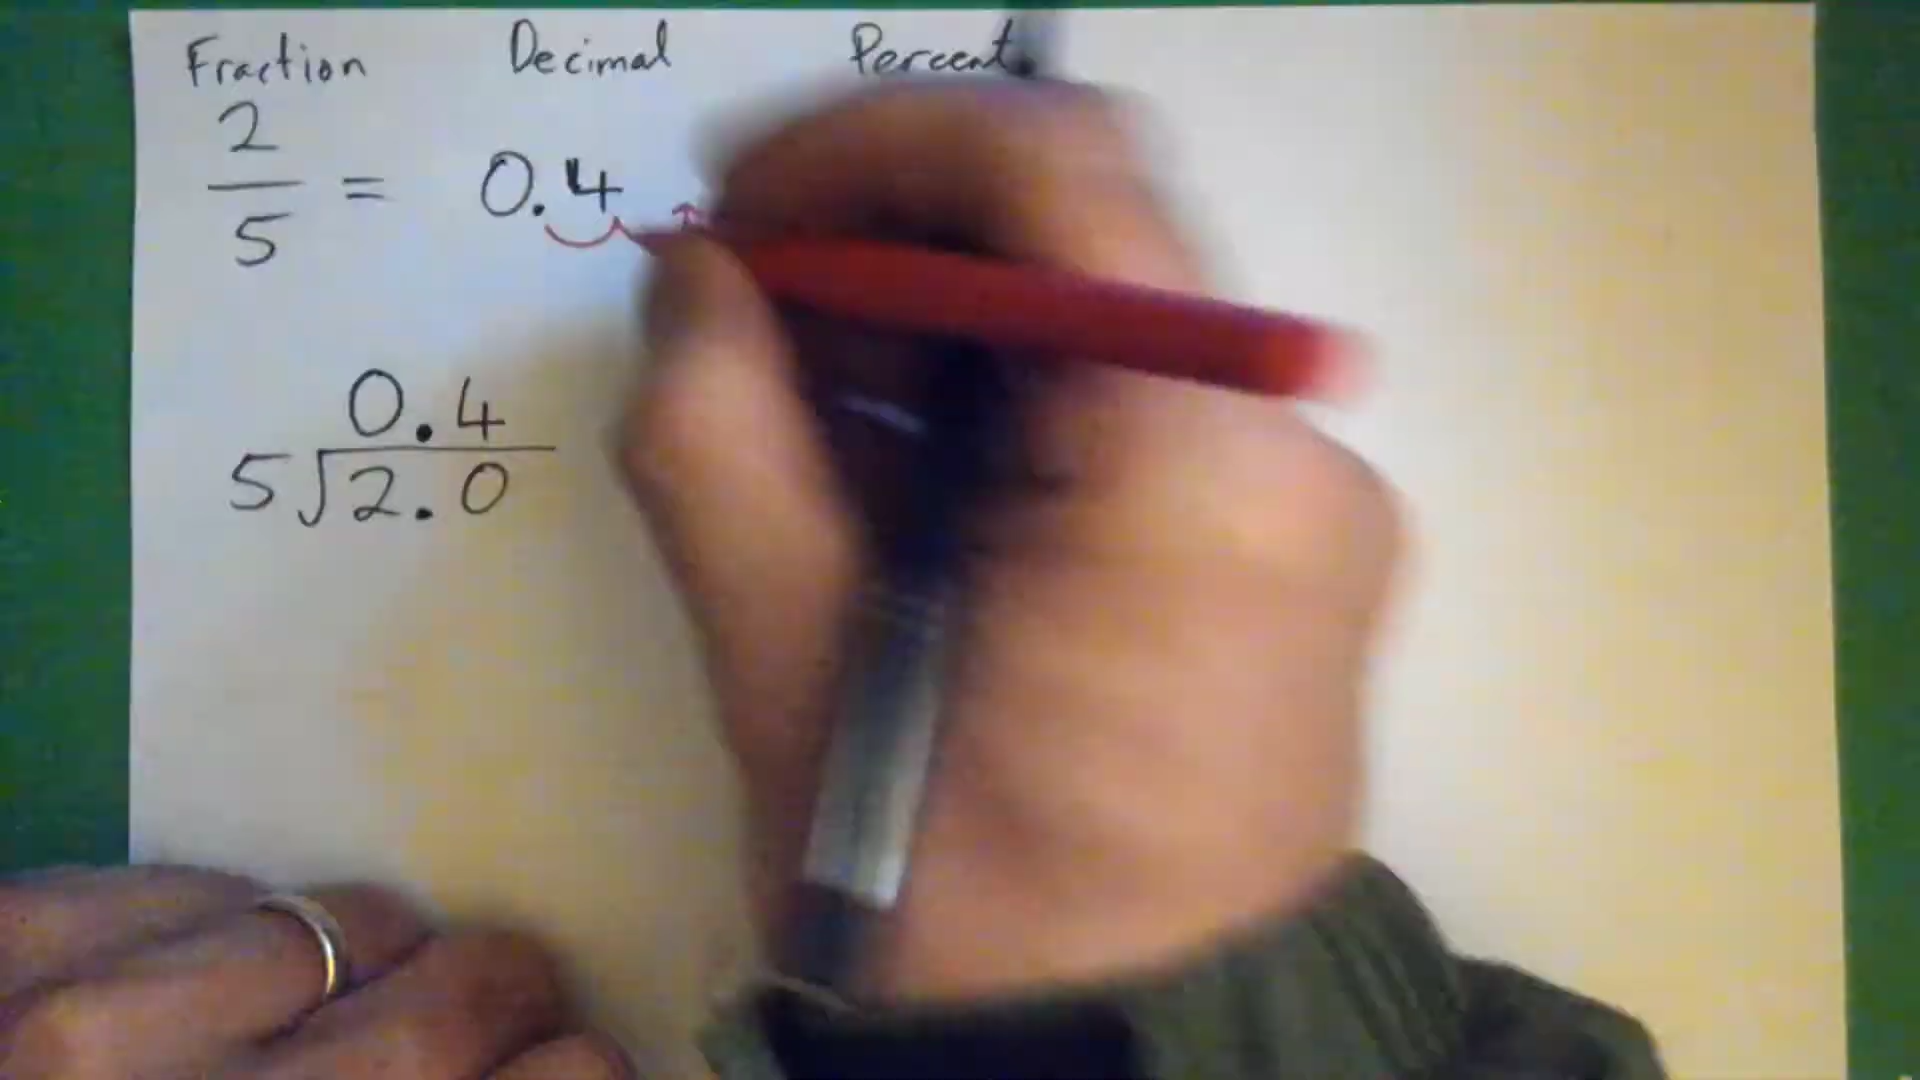 Fraction Decimal Percent
2
5 = 0.4
0.4
5√2.0